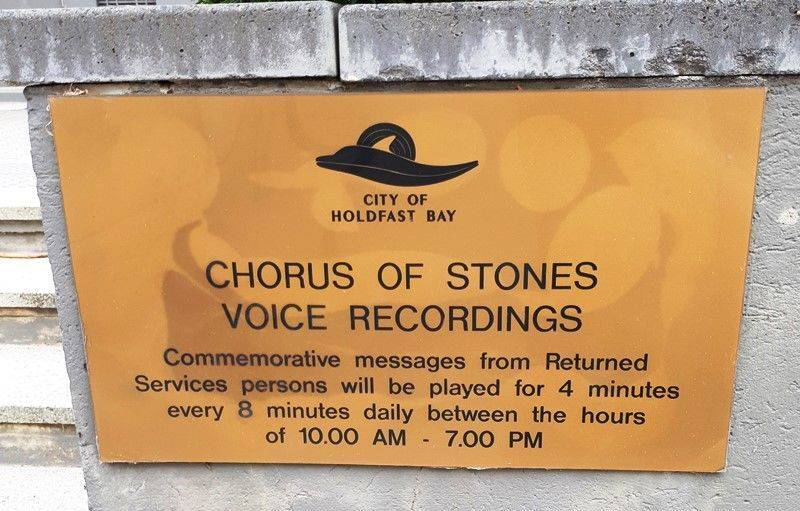 CITY OF
HOLDFAST BAY
CHORUS OF STONES
VOICE RECORDINGS
Commemorative messages from Returned
Services persons will be played for 4 minutes
every 8 minutes daily between the hours
of 10.00 AM - 7.00 PM